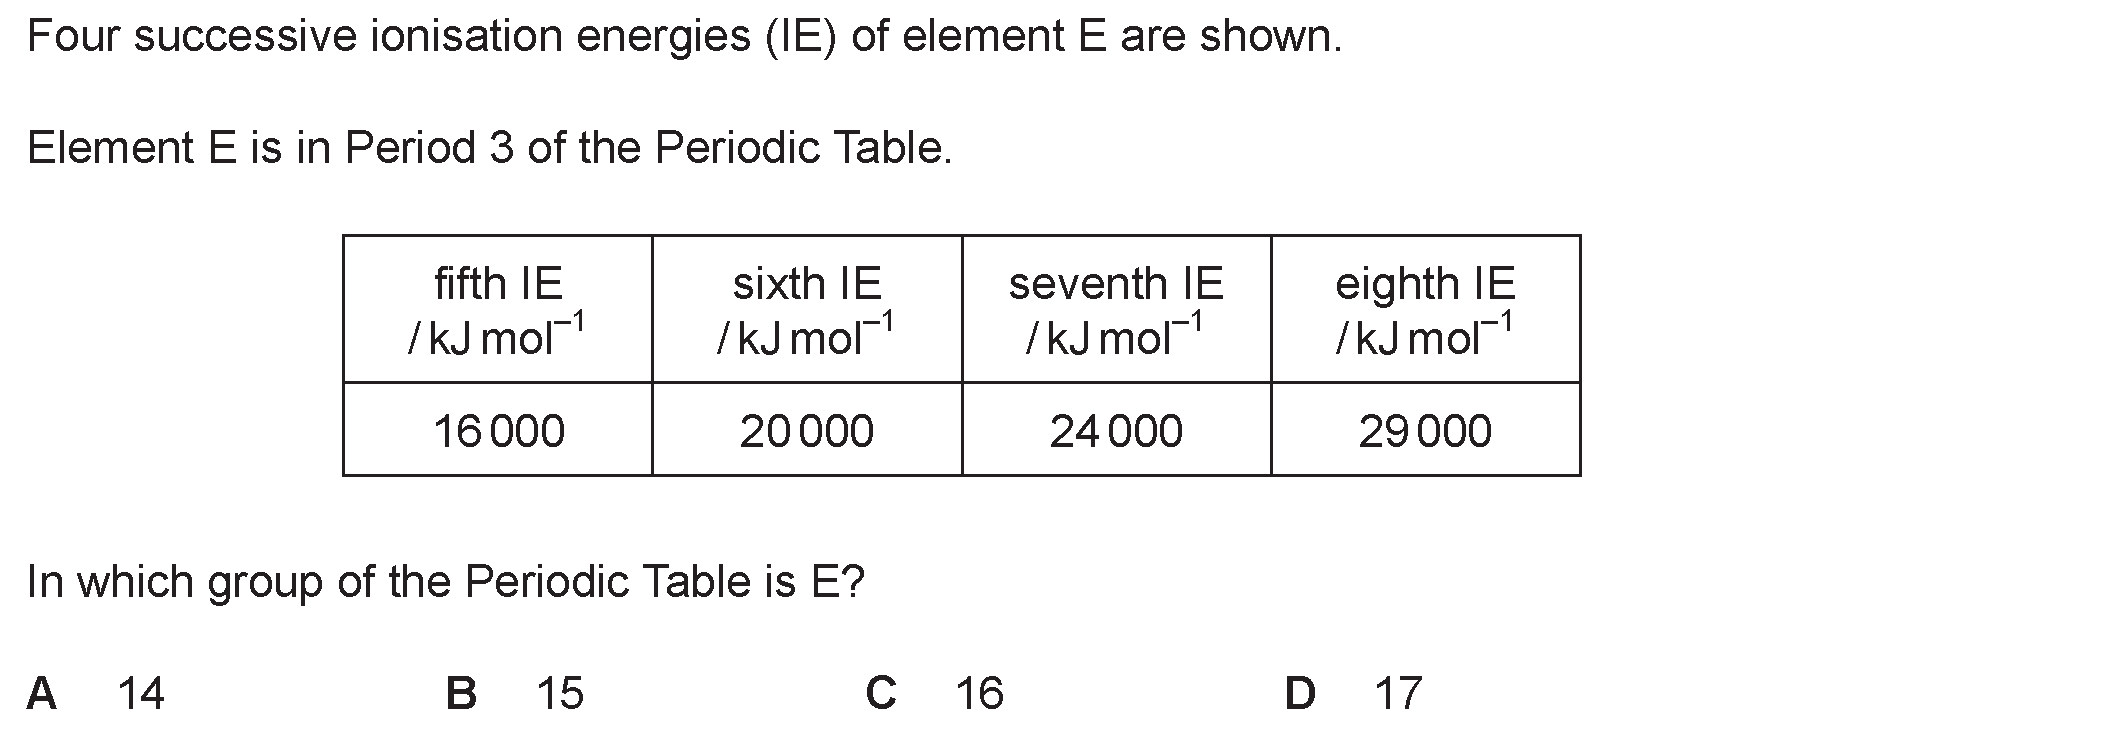 Four successive ionisation energies (IE) of element E are shown.
Element E is in Period 3 of the Periodic Table.
fifth IE / kJ mol⁻¹ sixth IE / kJ mol⁻¹ seventh IE / kJ mol⁻¹ eighth IE / kJ mol⁻¹
16 000 20 000 24 000 29 000
In which group of the Periodic Table is E?
A 14 B 15 C 16 D 17